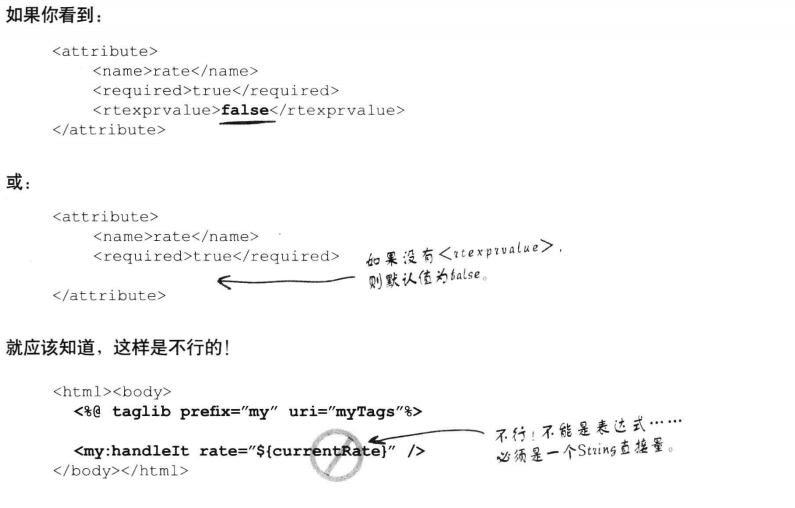 如果你看到：
<attribute>
<name>rate</name>
<required>true</required>
<rtexprvalue>false</rtexprvalue>
</attribute>
或：
<attribute>
<name>rate</name>
<required>true</required>
如果没有<rtexprvalue>，
则默认值为false。
</attribute>
就应该知道，这样是不行的！
<html><body>
<%@ taglib prefix="my" uri="myTags"%>
<my:handleIt rate="${currentRate}" />
不行！不能是表达式……
必须是一个String直接量。
</body></html>